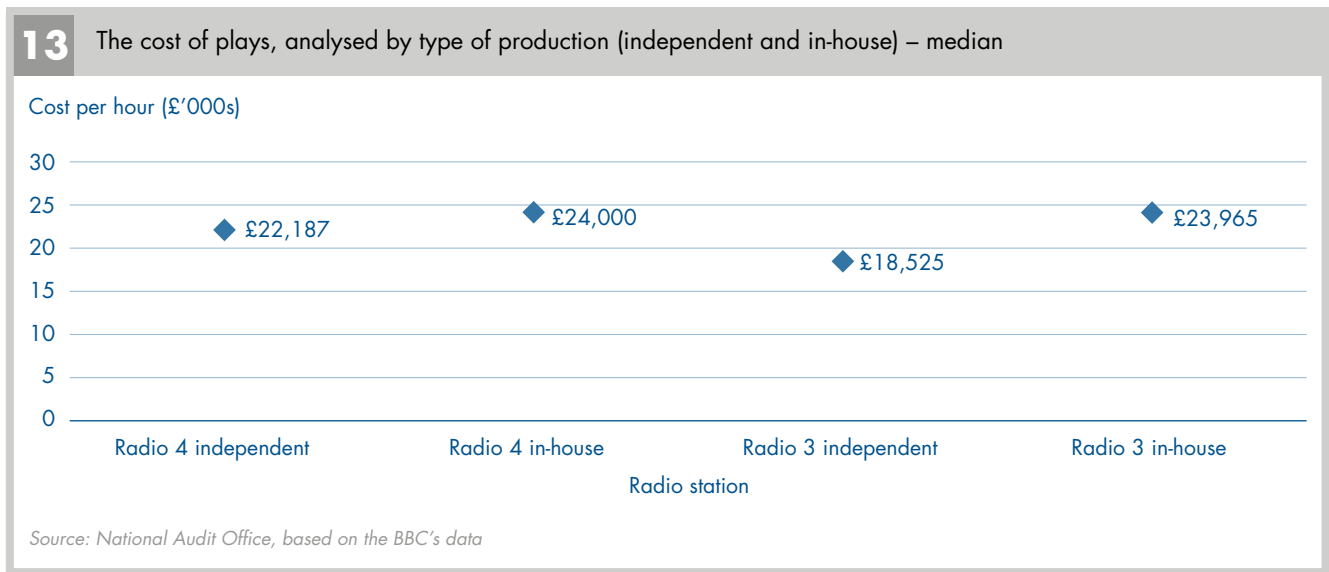 13 The cost of plays, analysed by type of production (independent and in-house) – median
Cost per hour (£’000s)
30
25
20
15
10
5
0
£22,187
£24,000
£18,525
£23,965
Radio 4 independent
Radio 4 in-house
Radio 3 independent
Radio 3 in-house
Radio station
Source: National Audit Office, based on the BBC’s data